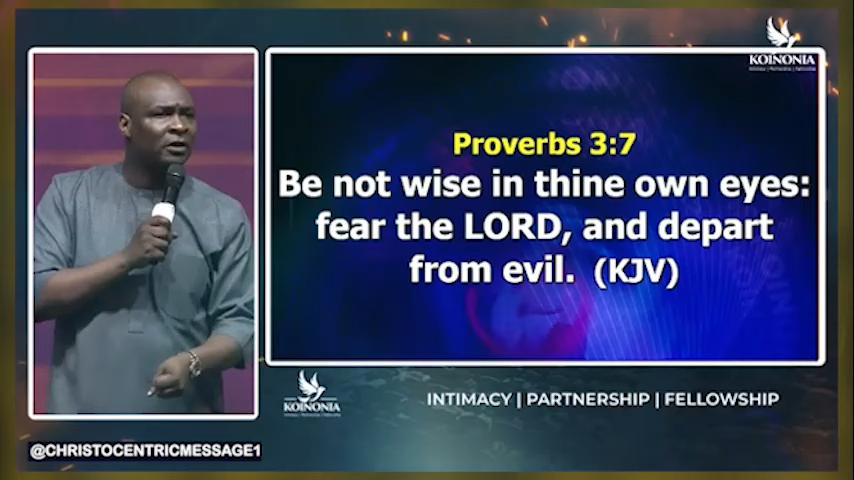 KOINONIA
Proverbs 3:7
Be not wise in thine own eyes:
fear the LORD, and depart
from evil. (KJV)
KOINONIA
INTIMACY | PARTNERSHIP | FELLOWSHIP
@CHRISTOCENTRICMESSAGE1